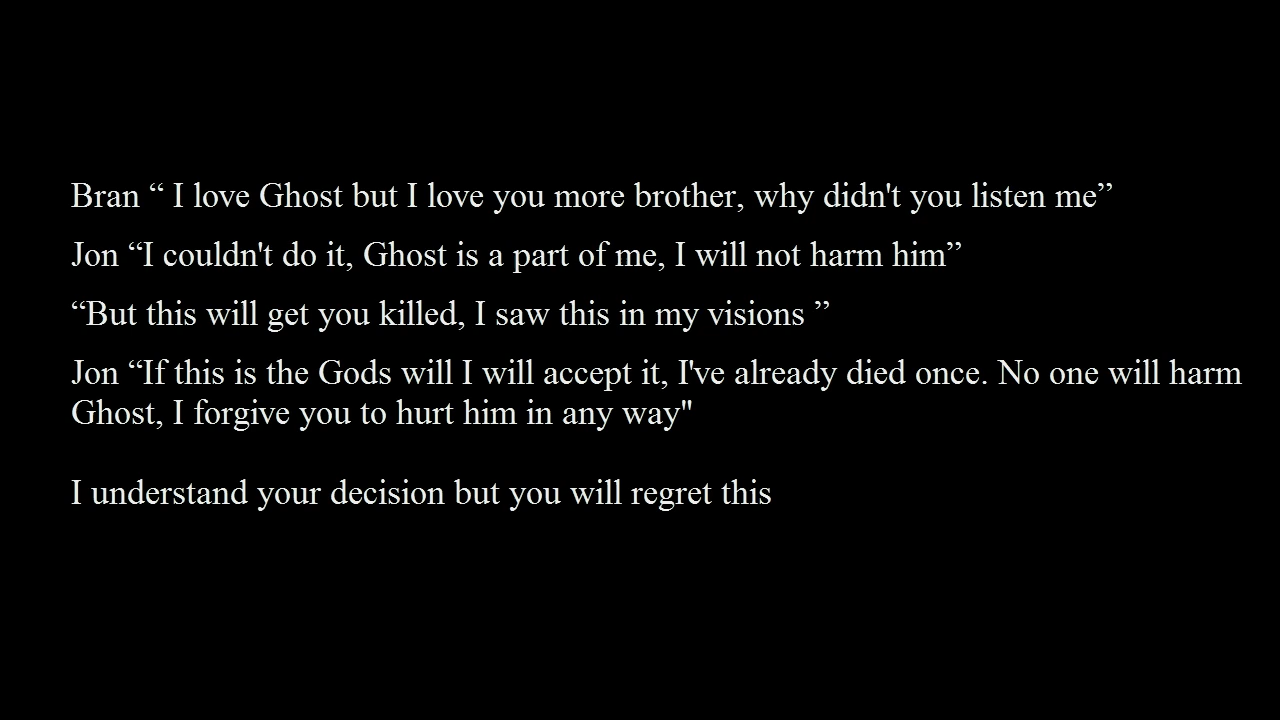 Bran “ I love Ghost but I love you more brother, why didn't you listen me”
Jon “I couldn't do it, Ghost is a part of me, I will not harm him”
“But this will get you killed, I saw this in my visions ”
Jon “If this is the Gods will I will accept it, I've already died once. No one will harm
Ghost, I forgive you to hurt him in any way"
I understand your decision but you will regret this